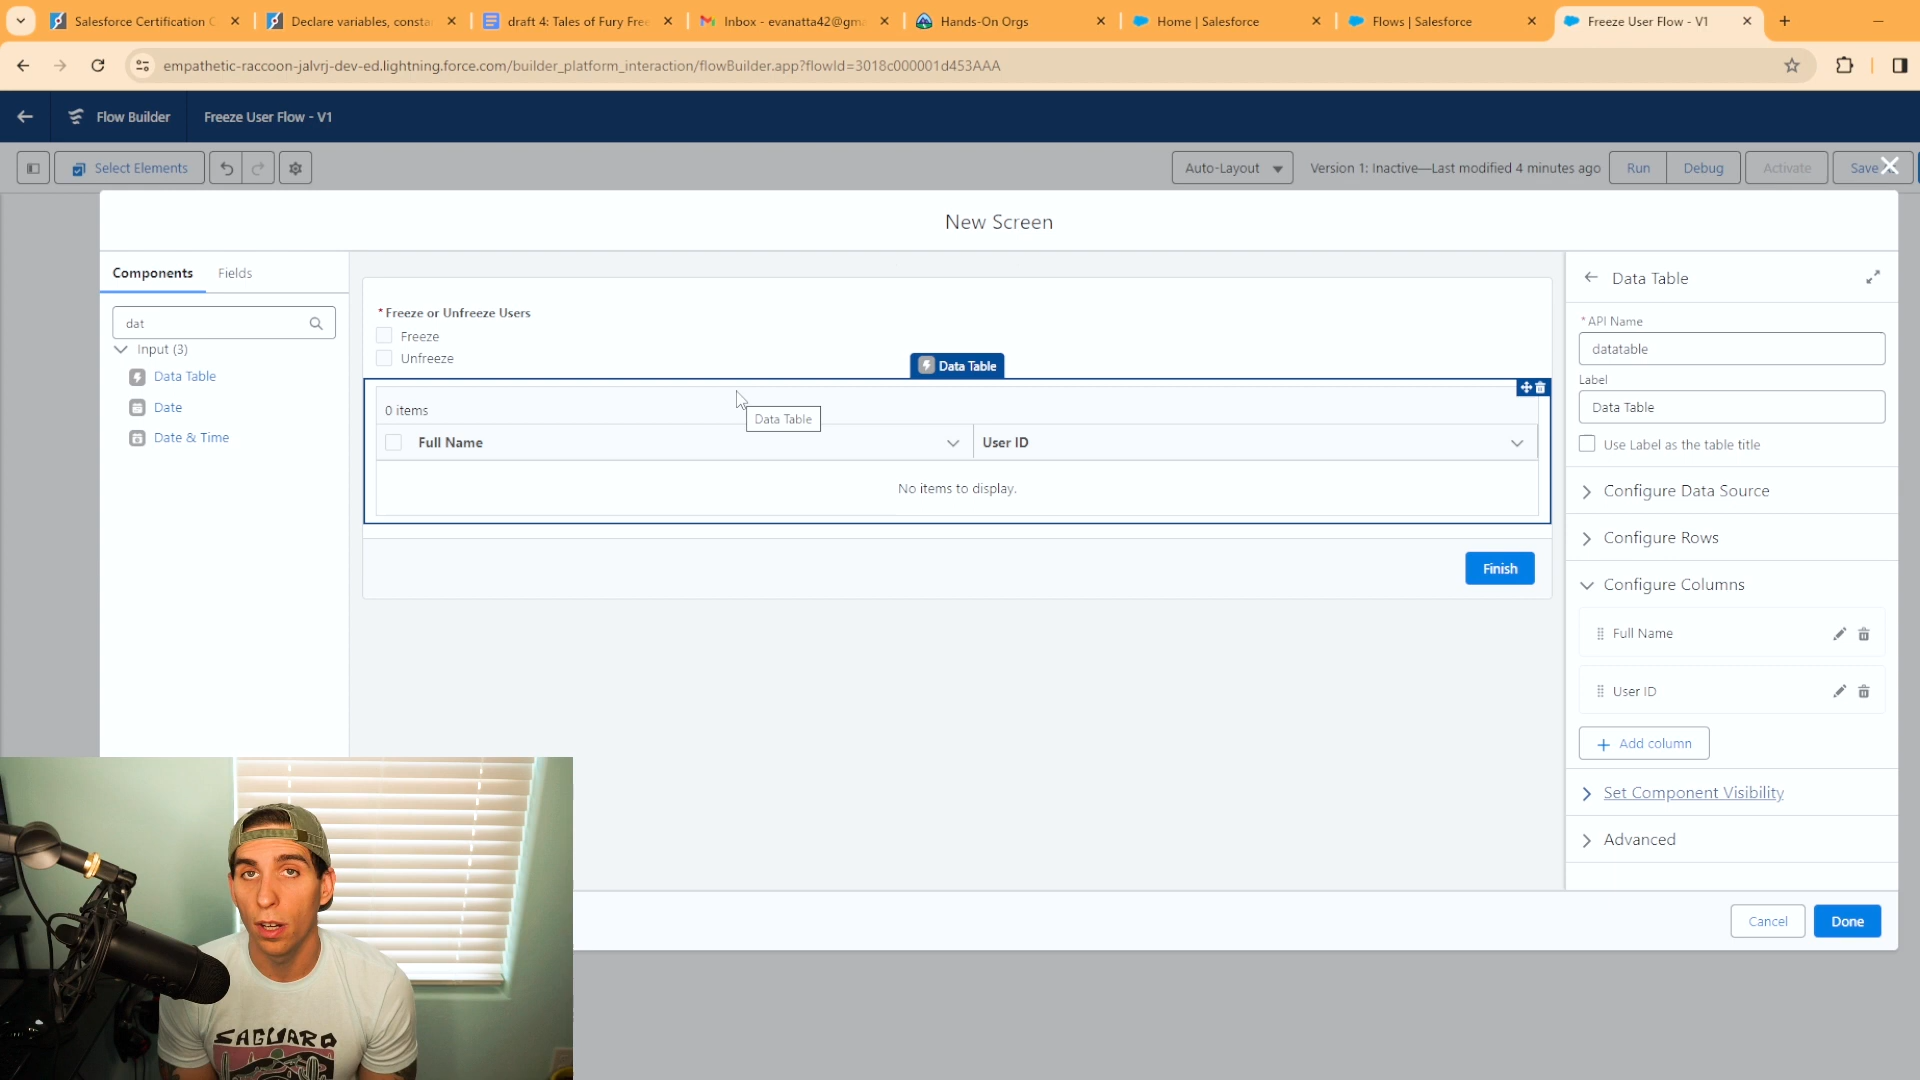 Salesforce Certification C
Declare variables, consta
draft 4: Tales of Fury Free
Inbox - evanatta42@gma
Hands-On Orgs
Home | Salesforce
Flows | Salesforce
Freeze User Flow - V1
empathetic-raccoon-jalvrj-dev-ed.lightning.force.com/builder_platform_interaction/flowBuilder.app?flowId=3018c000001d453AAA
Flow Builder
Freeze User Flow - V1
Select Elements
Auto-Layout
Version 1: Inactive—Last modified 4 minutes ago
Run
Debug
Activate
Save
New Screen
Components
Fields
dat
Input (3)
Data Table
Date
Date & Time
* Freeze or Unfreeze Users
Freeze
Unfreeze
Data Table
0 items
Data Table
Full Name
User ID
No items to display.
Finish
Data Table
* API Name
datatable
Label
Data Table
Use Label as the table title
Configure Data Source
Configure Rows
Configure Columns
Full Name
User ID
+ Add column
Set Component Visibility
Advanced
Cancel
Done
SAGUARO